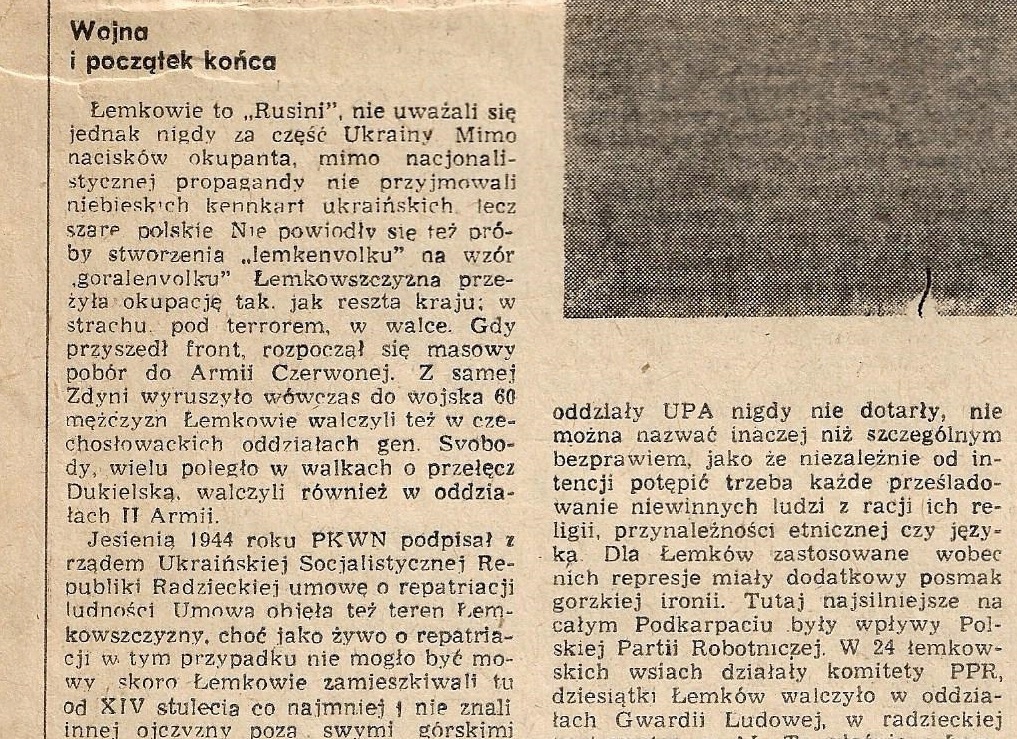 Wojna
i początek końca
Łemkowie to „Rusini", nie uważali się
jednak nigdy za część Ukrainy Mimo
nacisków okupanta, mimo nacjonali-
stycznej propagandy nie przyjmowali
niebieskich kennkart ukraińskich lecz
szare polskie Nie powiodły się też pró-
by stworzenia „lemkenvolku" na wzór
„goralenvolku" Łemkowszczyzna prze-
żyła okupację tak. jak reszta kraju; w
strachu. pod terrorem, w walce. Gdy
przyszedł front, rozpoczął się masowy
pobór do Armii Czerwonej. Z samej
Zdyni wyruszyło wówczas do wojska 60
mężczyzn Łemkowie walczyli też w cze-
chosłowackich oddziałach gen. Svobo-
dy, wielu poległo w walkach o przełęcz
Dukielską, walczyli również w oddzia-
łach II Armii.
Jesienią 1944 roku PKWN podpisał z
rządem Ukraińskiej Socjalistycznej Re-
publiki Radzieckiej umowę o repatriacji
ludności Umowa objęła też teren Łem-
kowszczyzny, choć jako żywo o repatria-
cji w tym przypadku nie mogło być mo-
wy, skoro Łemkowie zamieszkiwali tu
od XIV stulecia co najmniej i nie znali
innej ojczyzny poza swymi górskimi
oddziały UPA nigdy nie dotarły, nie
można nazwać inaczej niż szczególnym
bezprawiem, jako że niezależnie od in-
tencji potępić trzeba każde prześlado-
wanie niewinnych ludzi z racji ich re-
ligii, przynależności etnicznej czy języ-
ka. Dla Łemków zastosowane wobec
nich represje miały dodatkowy posmak
gorzkiej ironii. Tutaj najsilniejsze na
całym Podkarpaciu były wpływy Pol-
skiej Partii Robotniczej. W 24 łemkow-
skich wsiach działały komitety PPR,
dziesiątki Łemków walczyło w oddzia-
łach Gwardii Ludowej, w radzieckiej